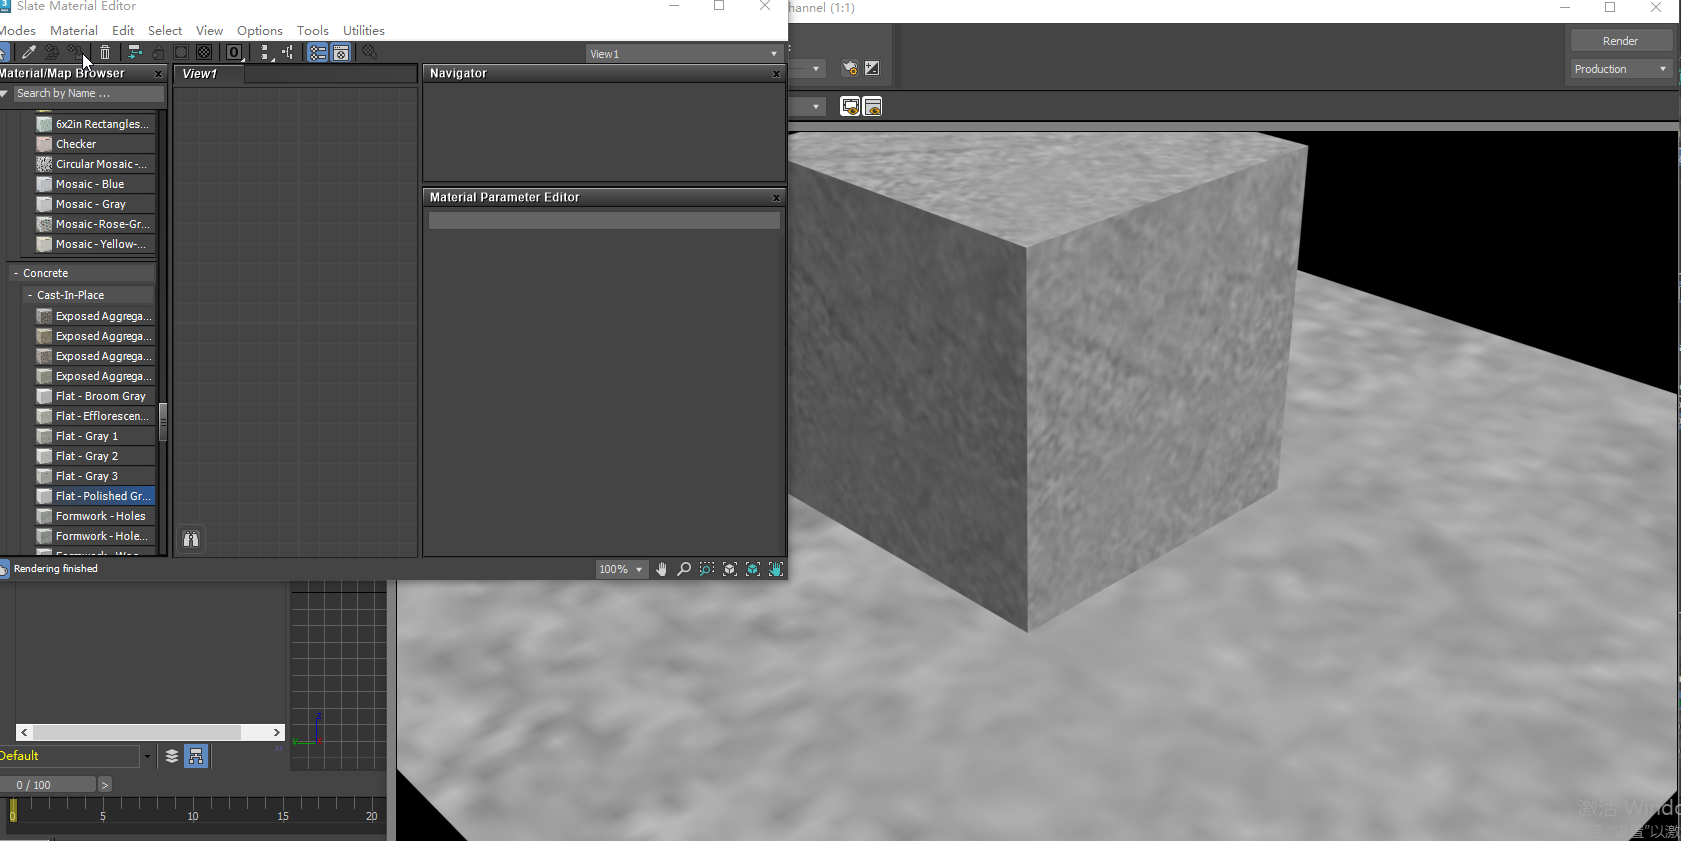 Slate Material Editor
hannel (1:1)
Modes Material Edit Select View Options Tools Utilities
Render
0
View1
Production
Material/Map Browser
View1
Navigator
Search by Name ...
6x2in Rectangles...
Checker
Circular Mosaic -...
Mosaic - Blue
Mosaic - Gray
Mosaic - Rose-Gr...
Mosaic - Yellow-...
Material Parameter Editor
- Concrete
- Cast-In-Place
Exposed Aggrega...
Exposed Aggrega...
Exposed Aggrega...
Exposed Aggrega...
Flat - Broom Gray
Flat - Efflorescen...
Flat - Gray 1
Flat - Gray 2
Flat - Gray 3
Flat - Polished Gr...
Formwork - Holes
Formwork - Hole...
Rendering finished
100%
z
Default
0 / 100
>
0 5 10 15 20
激活 Windo
设置"以激